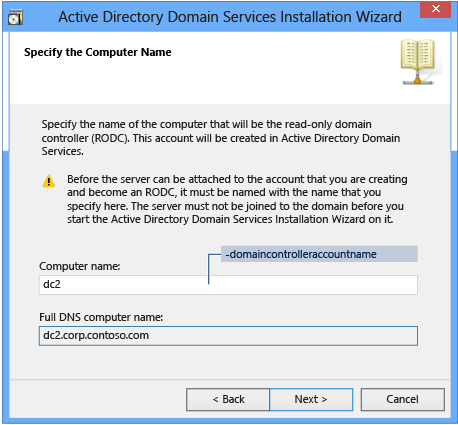 Active Directory Domain Services Installation Wizard
Specify the Computer Name
Specify the name of the computer that will be the read-only domain
controller (RODC). This account will be created in Active Directory Domain
Services.
Before the server can be attached to the account that you are creating
and become an RODC, it must be named with the name that you
specify here. The server must not be joined to the domain before you
start the Active Directory Domain Services Installation Wizard on it.
-domaincontrolleraccountname
Computer name:
dc2
Full DNS computer name:
dc2.corp.contoso.com
< Back
Next >
Cancel